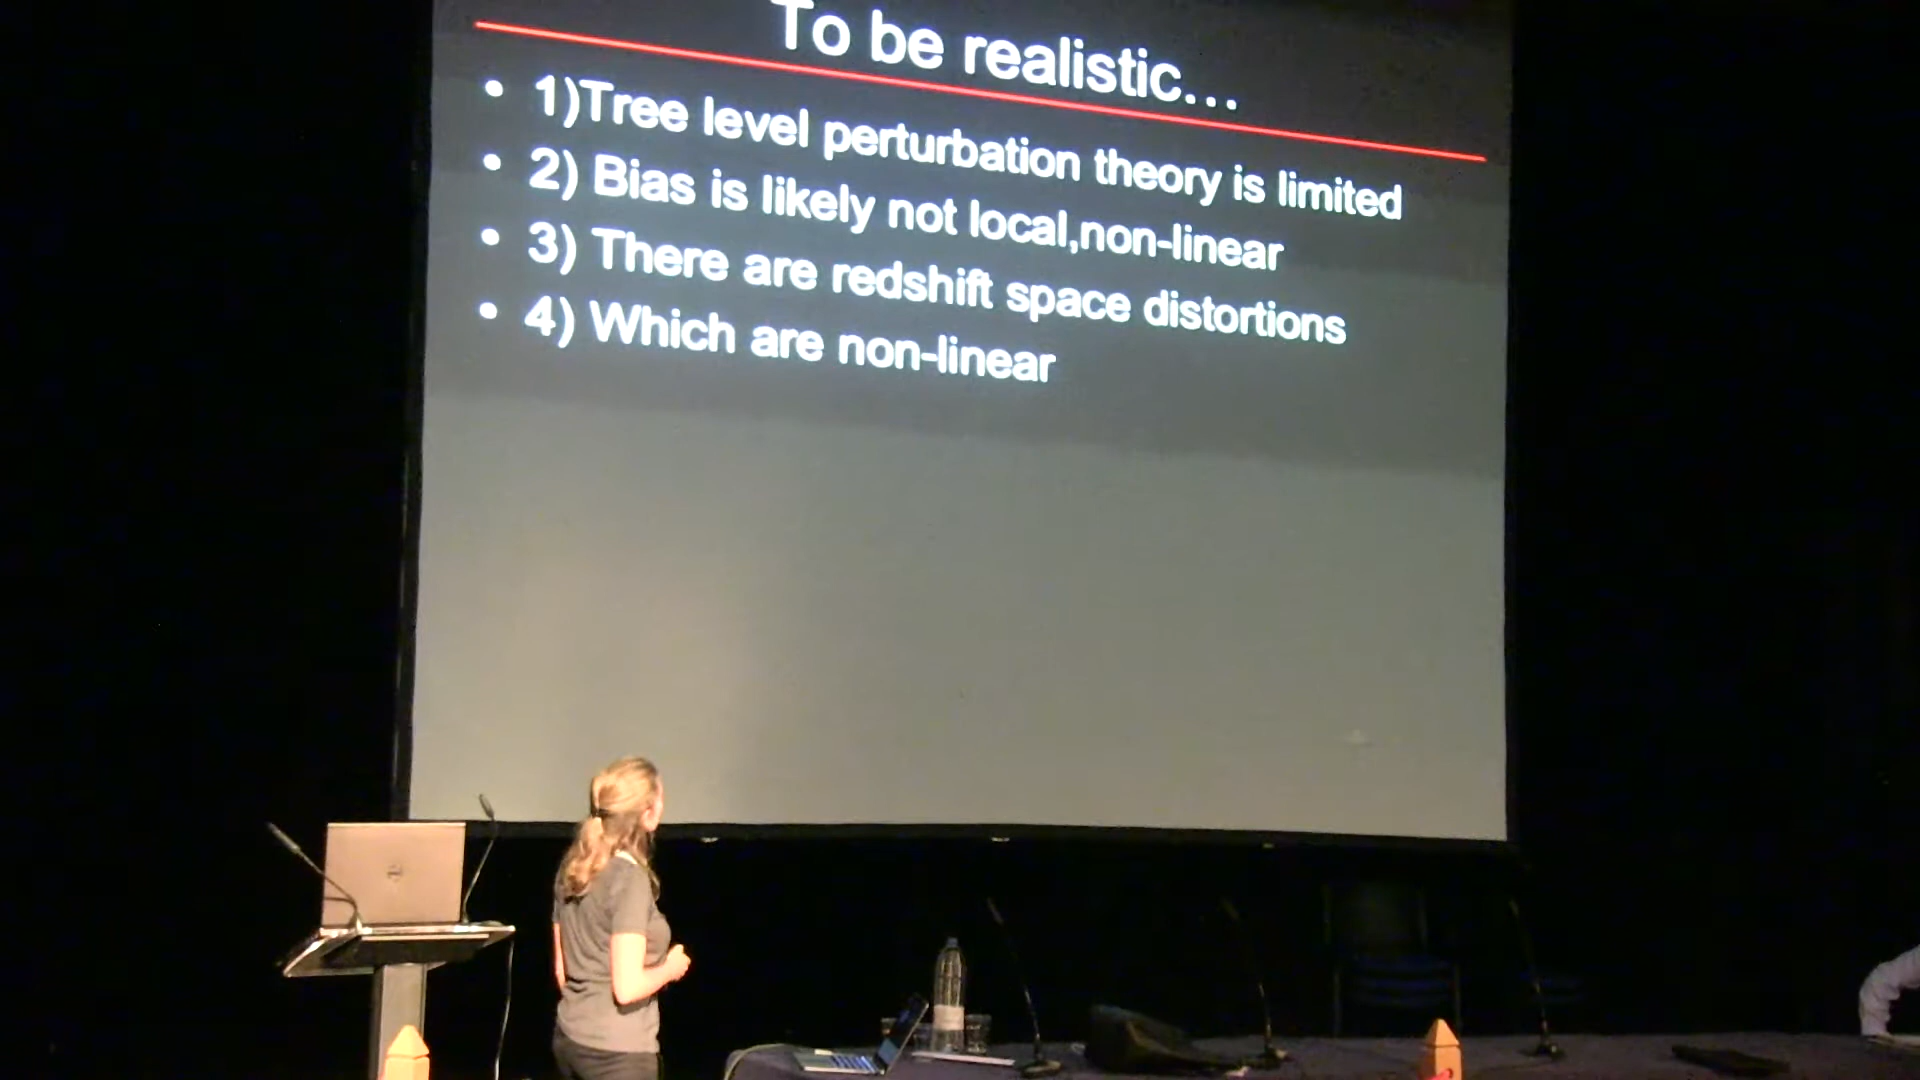 To be realistic...
• 1)Tree level perturbation theory is limited
• 2) Bias is likely not local,non-linear
• 3) There are redshift space distortions
• 4) Which are non-linear